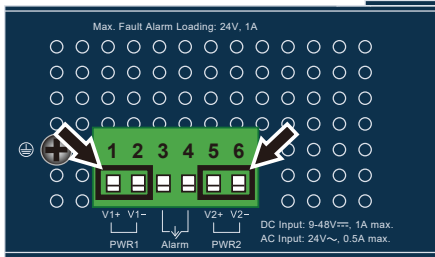 Max. Fault Alarm Loading: 24V, 1A
1 2 3 4 5 6
V1+ V1− V2+ V2−
PWR1 Alarm PWR2
DC Input: 9-48V⎓, 1A max.
AC Input: 24V～, 0.5A max.